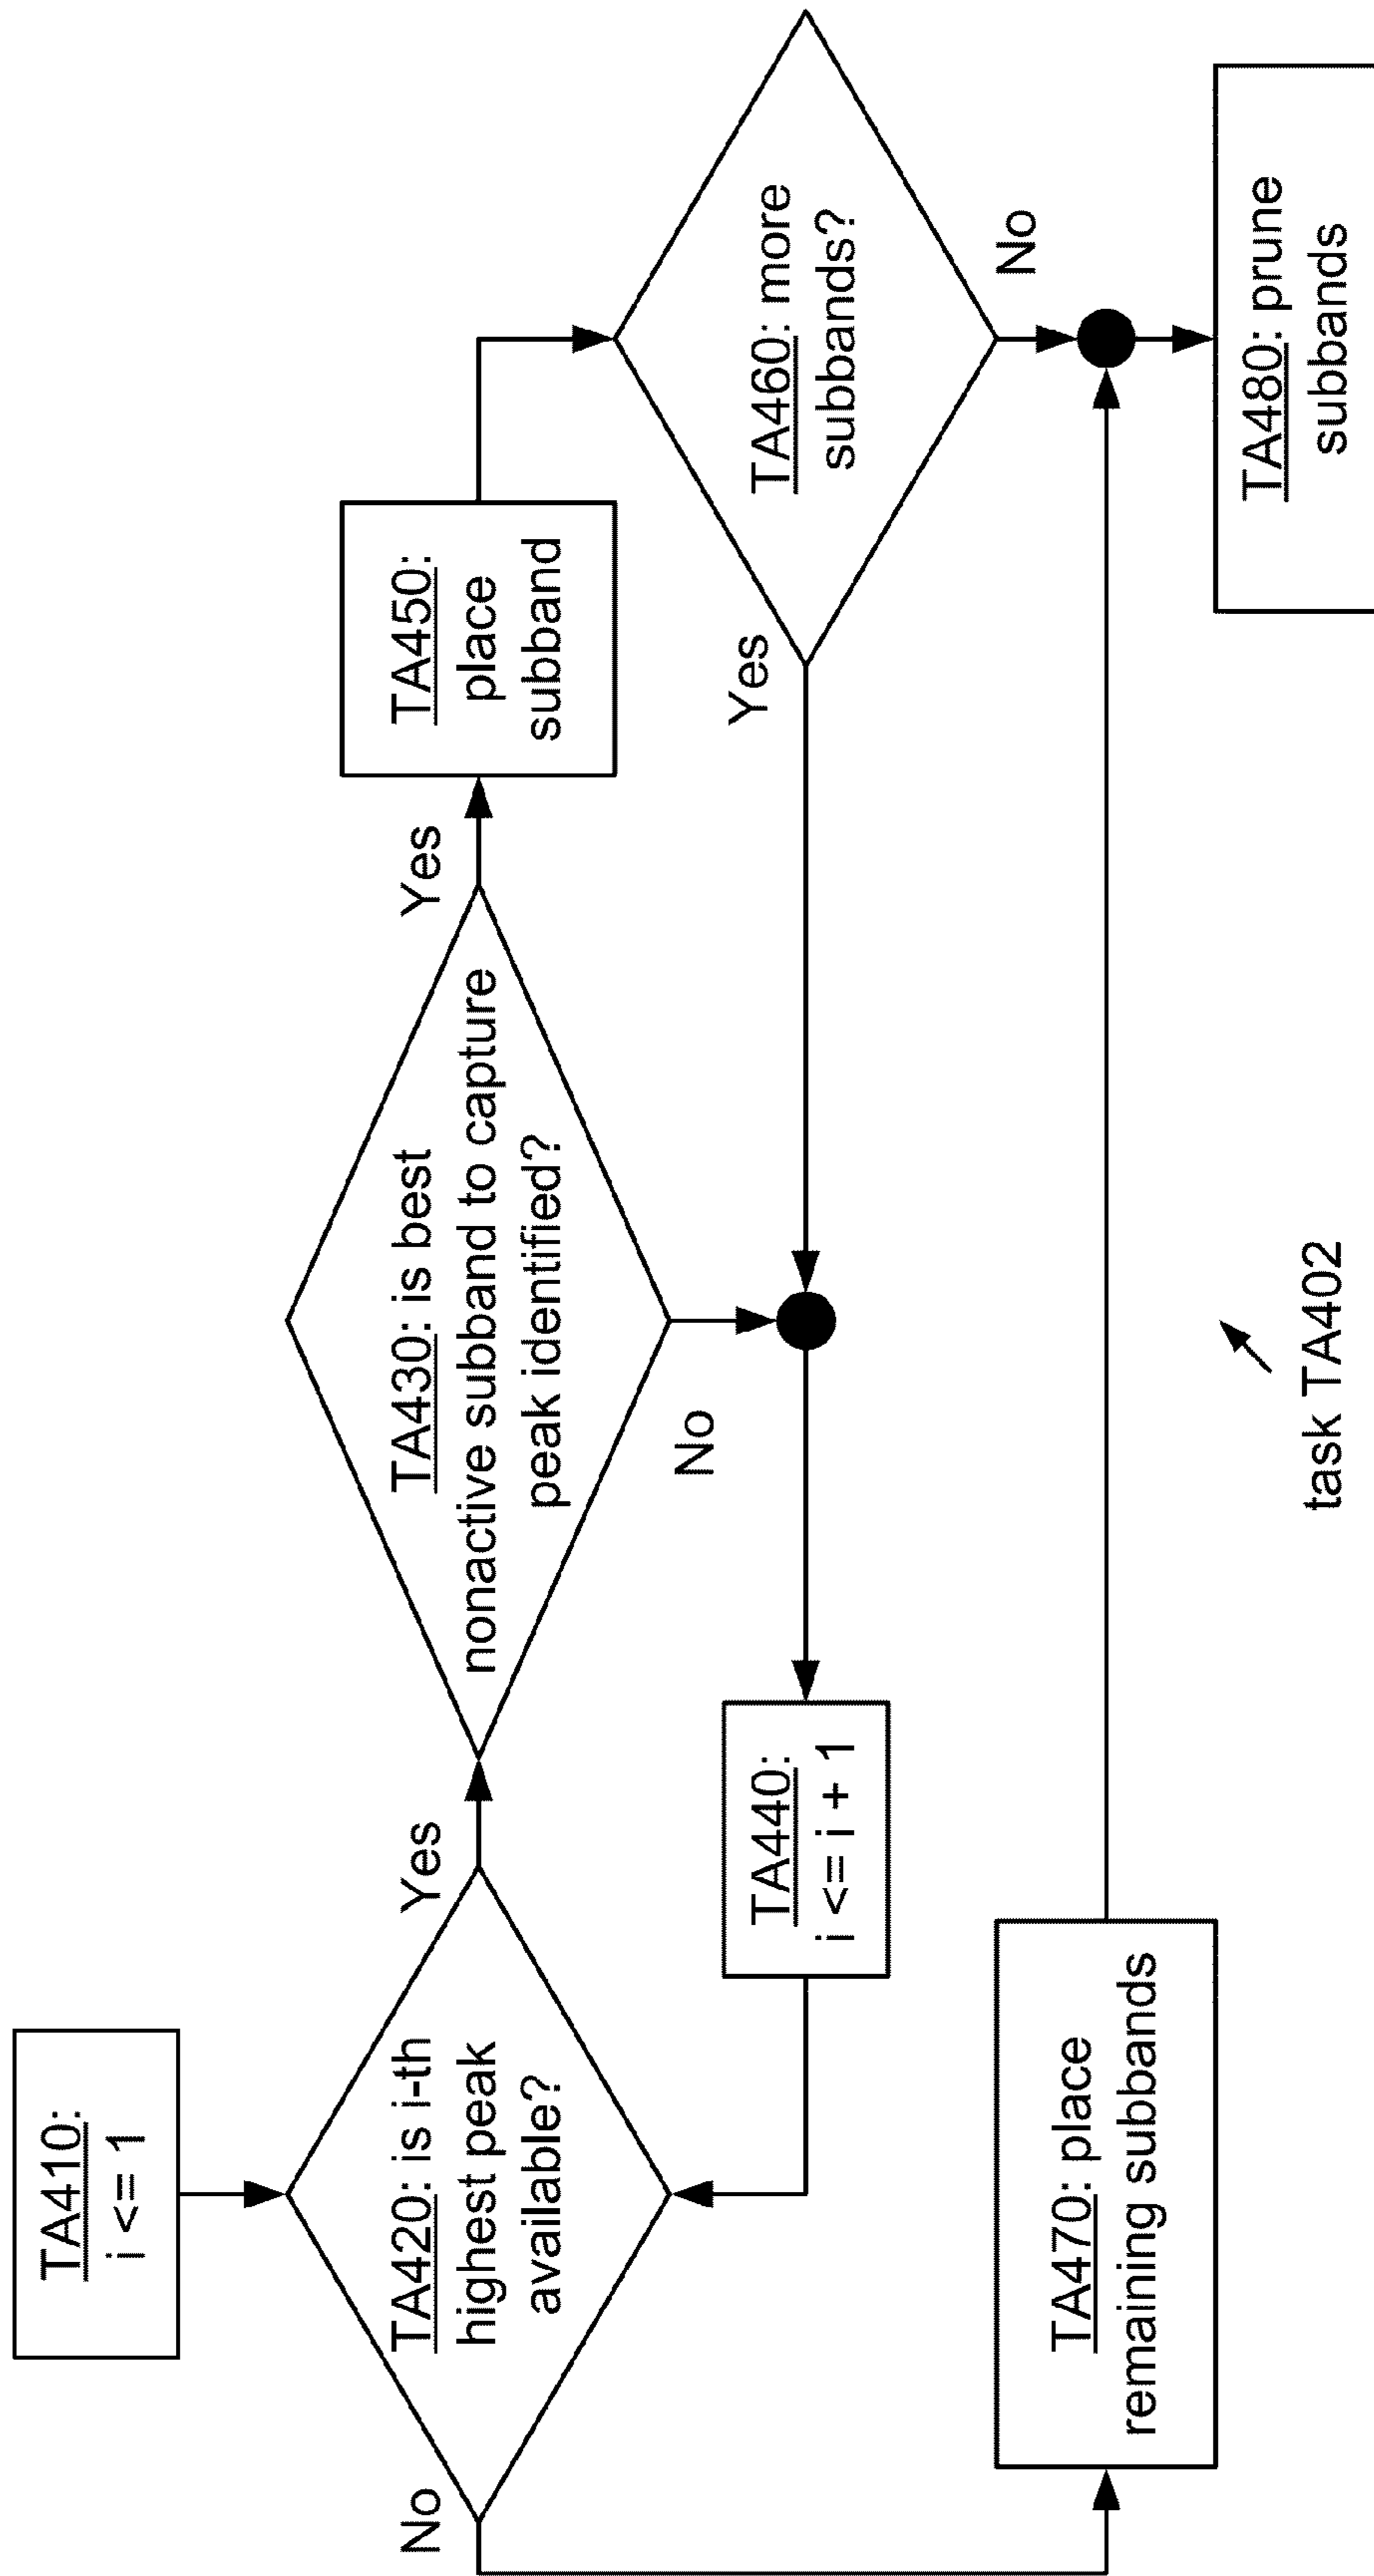 TA410:
i <= 1
No
TA420: is i-th
highest peak
available?
Yes
TA430: is best
nonactive subband to capture
peak identified?
Yes
TA450:
place
subband
No
TA440:
i <= i + 1
Yes
TA460: more
subbands?
No
TA470: place
remaining subbands
TA480: prune
subbands
task TA402